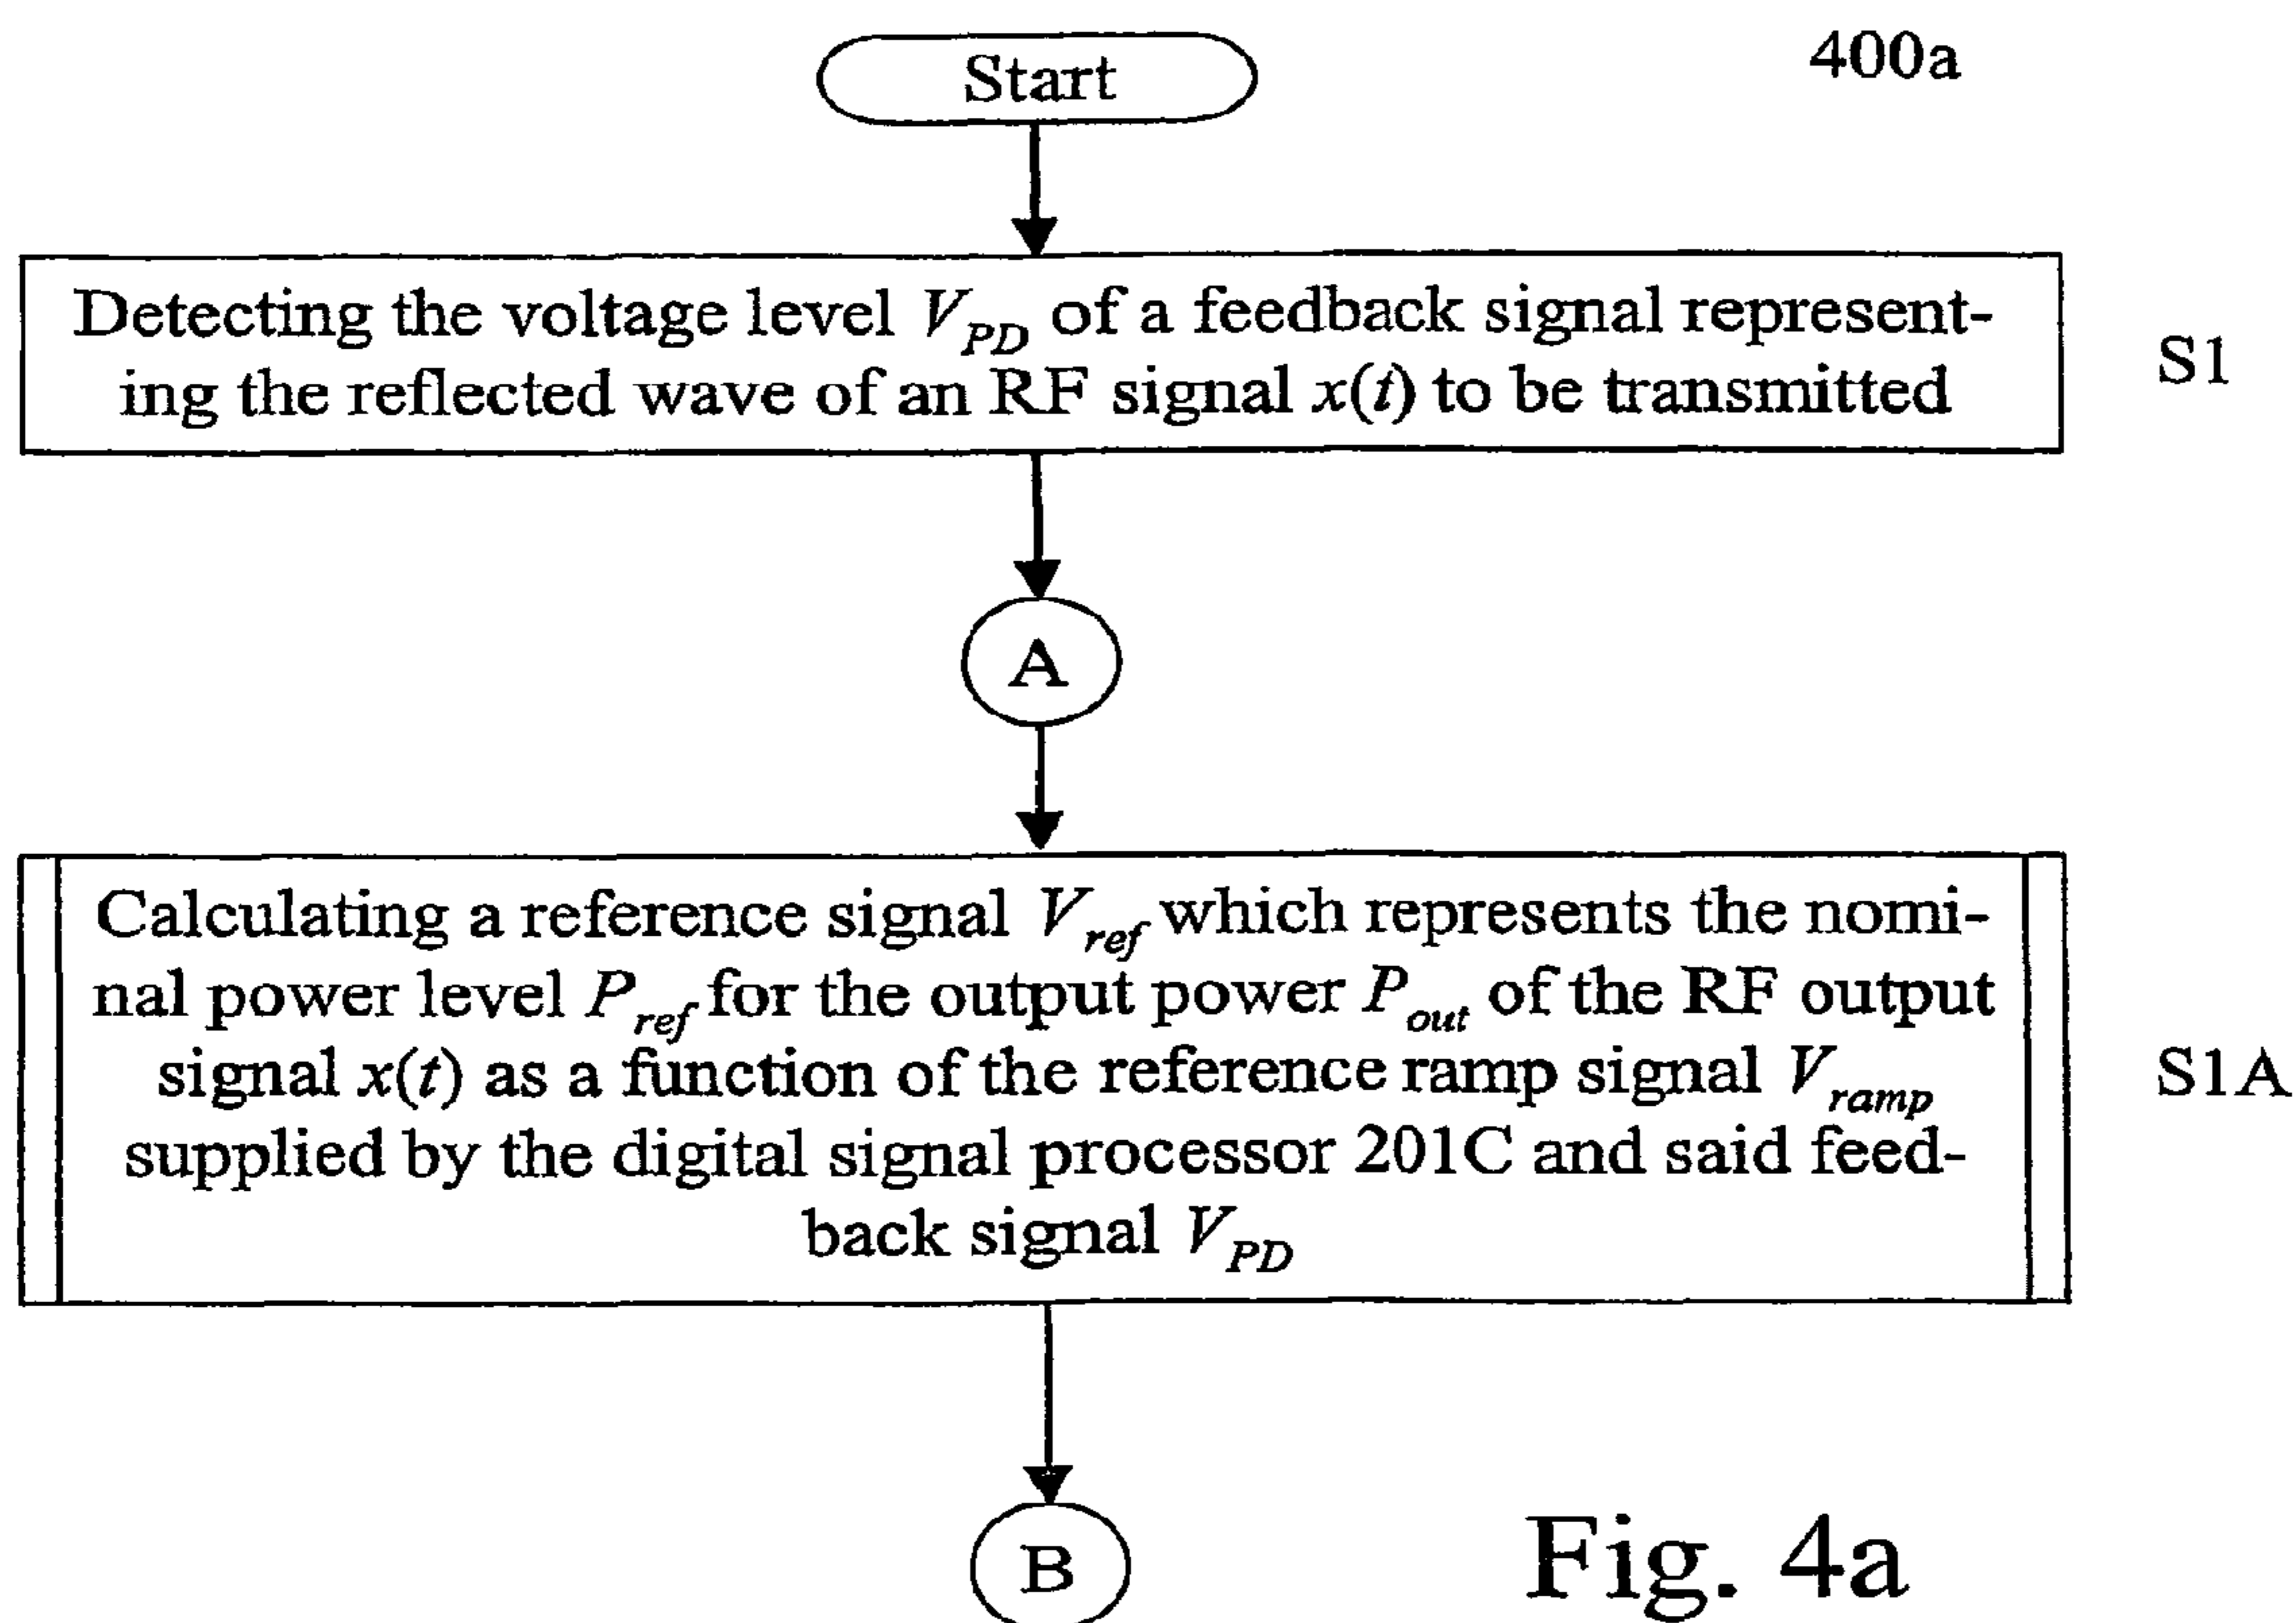 400a
Start
Detecting the voltage level V_PD of a feedback signal represent-
ing the reflected wave of an RF signal x(t) to be transmitted
S1
A
Calculating a reference signal V_ref which represents the nomi-
nal power level P_ref for the output power P_out of the RF output
signal x(t) as a function of the reference ramp signal V_ramp
supplied by the digital signal processor 201C and said feed-
back signal V_PD
S1A
B
Fig. 4a